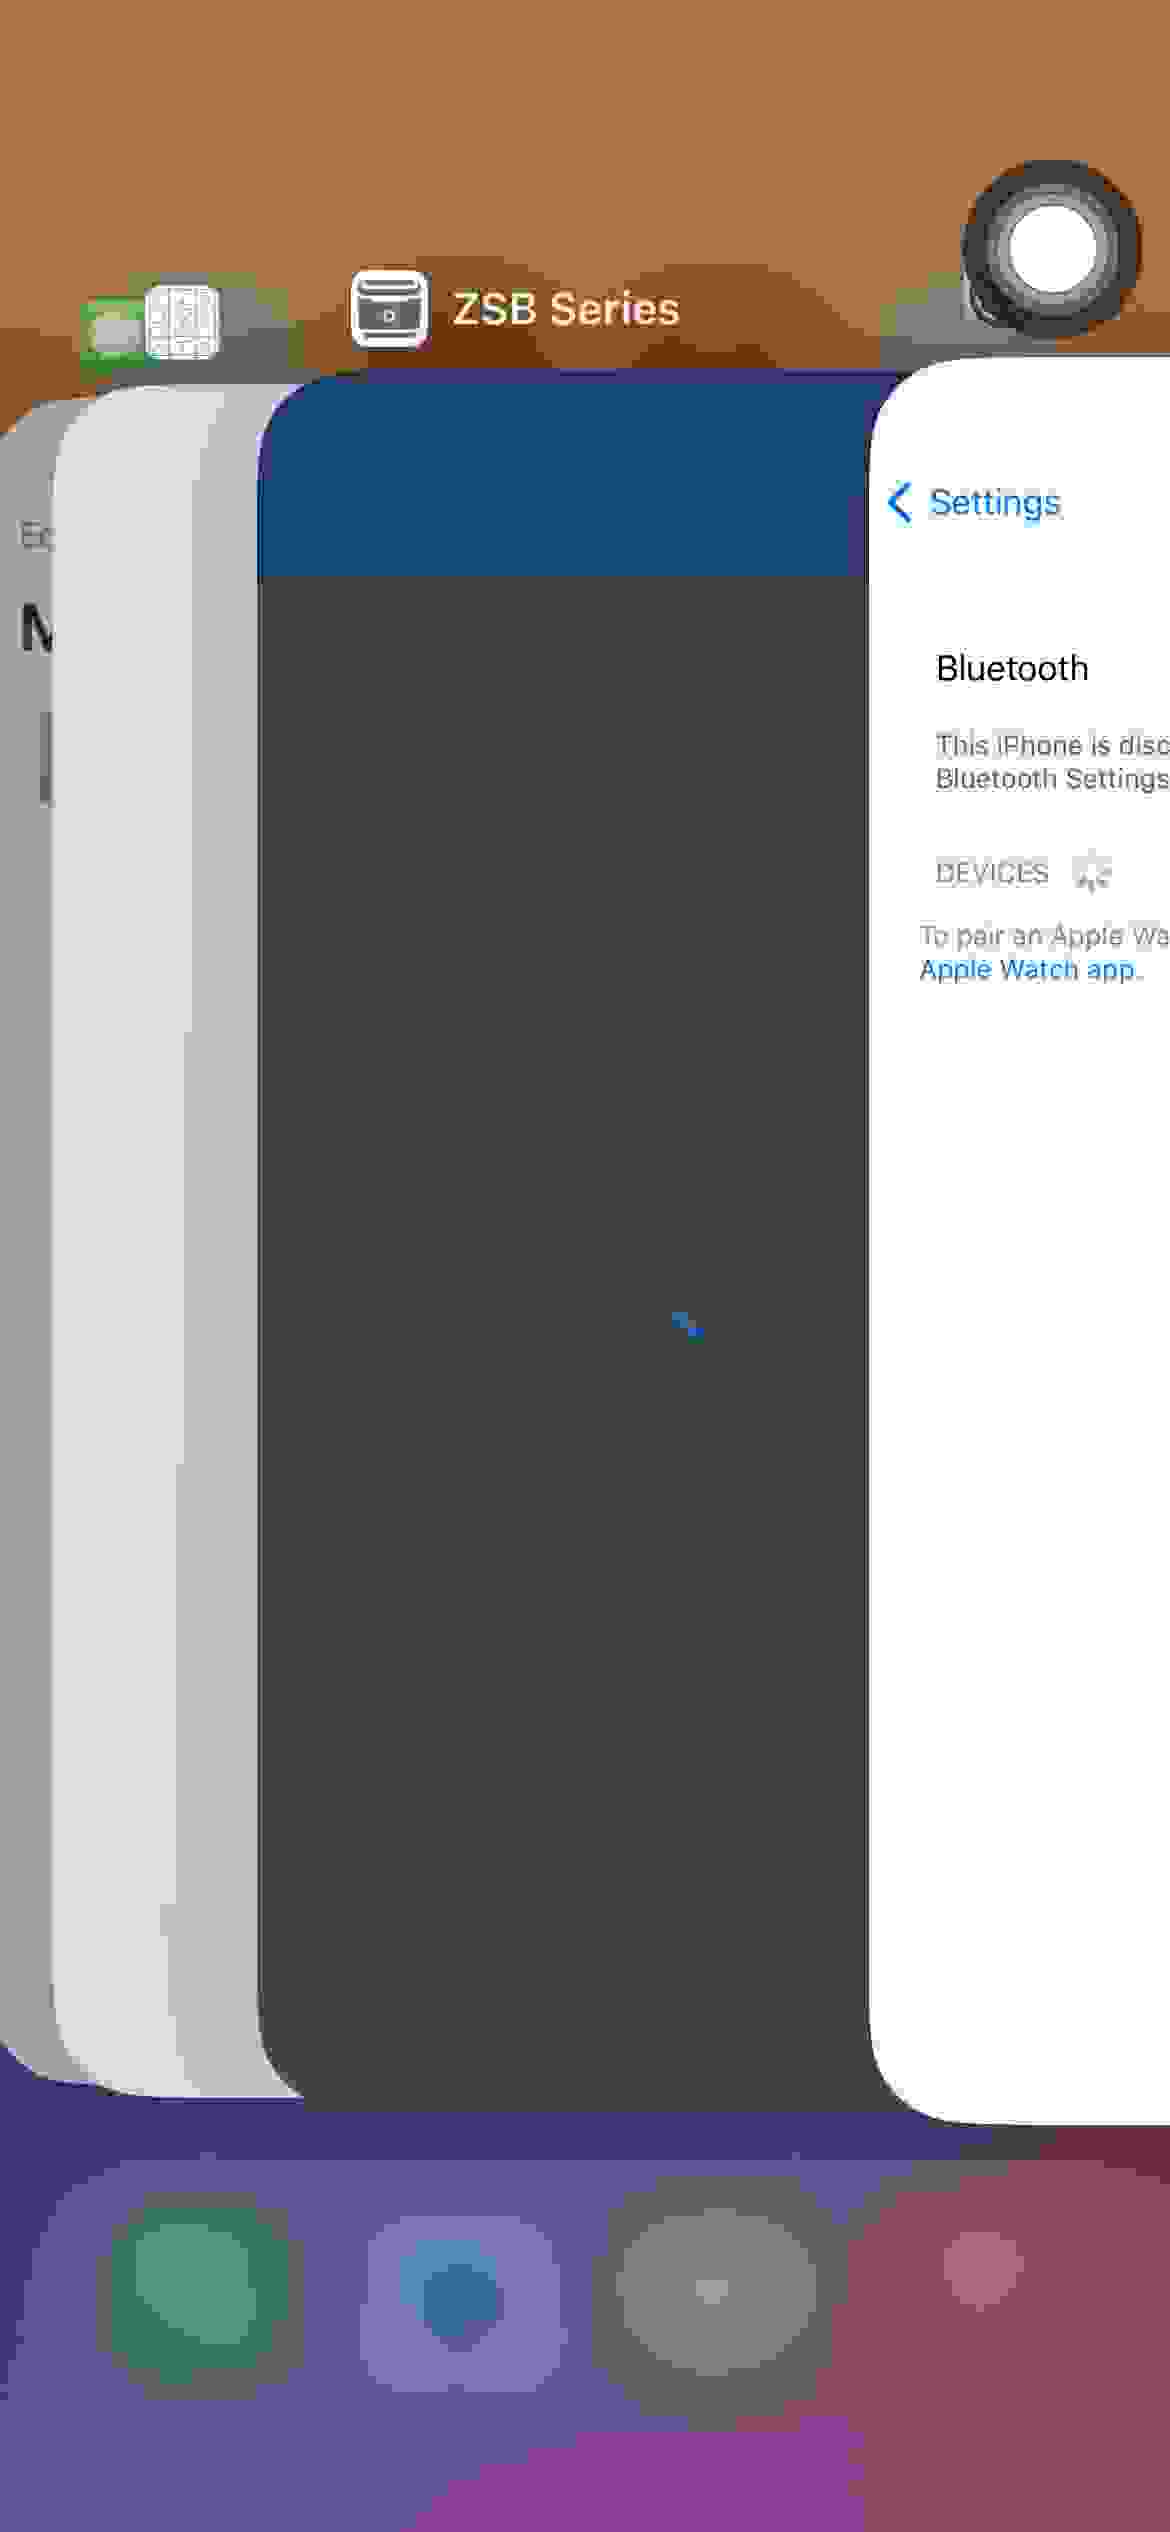 ZSB Series
Settings
Bluetooth
This iPhone is disc
Bluetooth Settings
DEVICES
To pair an Apple Wa
Apple Watch app.